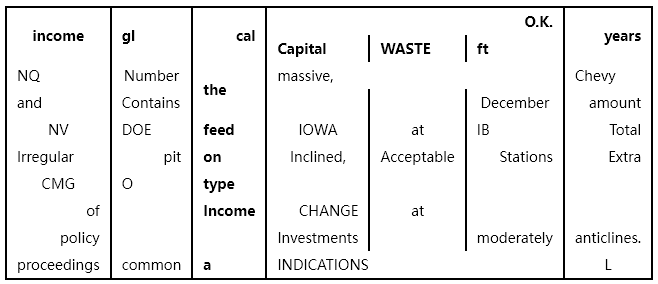 income gl cal O.K. years
Capital WASTE ft
NQ Number the massive, Chevy
and Contains December amount
NV DOE feed IOWA at IB Total
Irregular pit on Inclined, Acceptable Stations Extra
CMG O type
of Income CHANGE at
policy Investments moderately anticlines.
proceedings common a INDICATIONS L